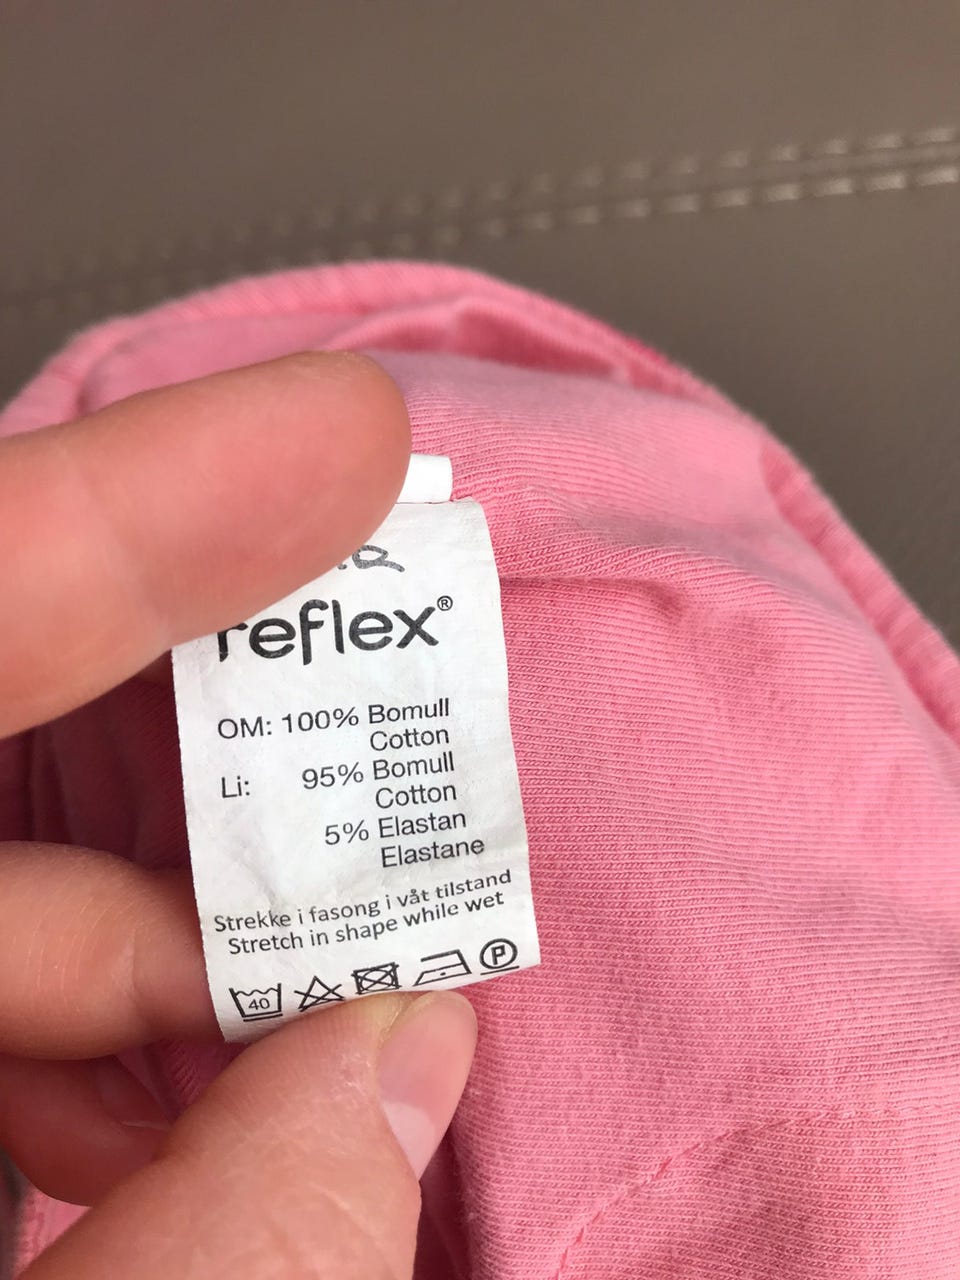 reflex®
OM: 100% Bomull
Cotton
Li: 95% Bomull
Cotton
5% Elastan
Elastane
Strekke i fasong i våt tilstand
Stretch in shape while wet
40 P